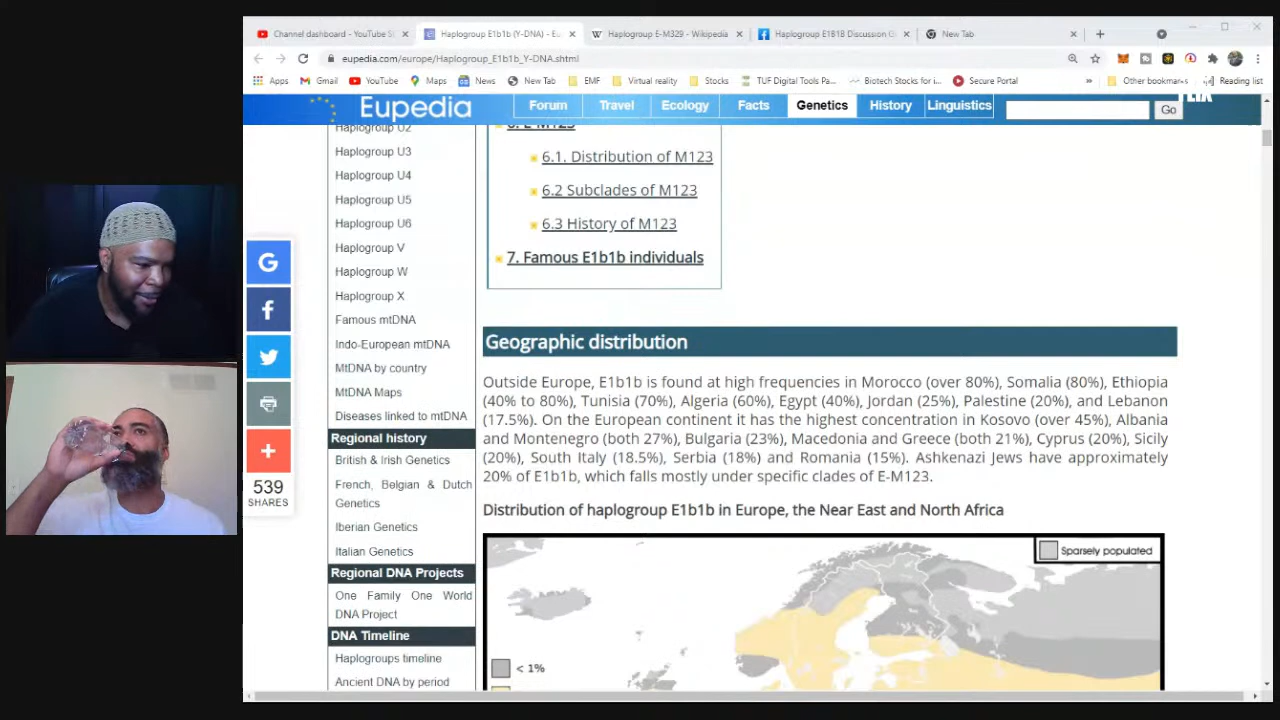 Channel dashboard - YouTube S
Haplogroup E1b1b (Y-DNA) - Eu
Haplogroup E-M329 - Wikipedia
Haplogroup E1B1B Discussion G
New Tab
eupedia.com/europe/Haplogroup_E1b1b_Y-DNA.shtml
Apps
Gmail
YouTube
Maps
News
New Tab
EMF
Virtual reality
Stocks
TUF Digital Tools Pa...
Biotech Stocks for i...
Secure Portal
»
Other bookmarks
Reading list
Eupedia
Forum
Travel
Ecology
Facts
Genetics
History
Linguistics
Go
Haplogroup U2
Haplogroup U3
Haplogroup U4
Haplogroup U5
Haplogroup U6
Haplogroup V
Haplogroup W
Haplogroup X
Famous mtDNA
Indo-European mtDNA
MtDNA by country
MtDNA Maps
Diseases linked to mtDNA
Regional history
British & Irish Genetics
French, Belgian & Dutch
Genetics
Iberian Genetics
Italian Genetics
Regional DNA Projects
One Family One World
DNA Project
DNA Timeline
Haplogroups timeline
Ancient DNA by period
539
SHARES
6. E-M123
6.1. Distribution of M123
6.2 Subclades of M123
6.3 History of M123
7. Famous E1b1b individuals
Geographic distribution
Outside Europe, E1b1b is found at high frequencies in Morocco (over 80%), Somalia (80%), Ethiopia
(40% to 80%), Tunisia (70%), Algeria (60%), Egypt (40%), Jordan (25%), Palestine (20%), and Lebanon
(17.5%). On the European continent it has the highest concentration in Kosovo (over 45%), Albania
and Montenegro (both 27%), Bulgaria (23%), Macedonia and Greece (both 21%), Cyprus (20%), Sicily
(20%), South Italy (18.5%), Serbia (18%) and Romania (15%). Ashkenazi Jews have approximately
20% of E1b1b, which falls mostly under specific clades of E-M123.
Distribution of haplogroup E1b1b in Europe, the Near East and North Africa
Sparsely populated
< 1%